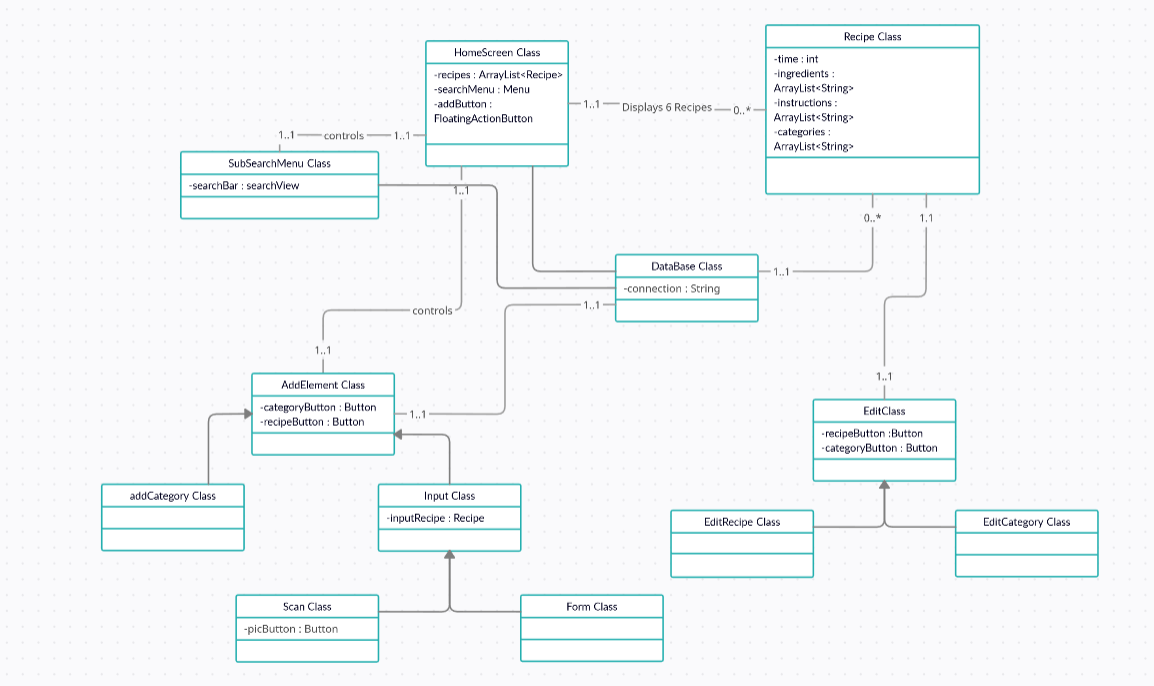 HomeScreen Class
-recipes : ArrayList<Recipe>
-searchMenu : Menu
-addButton :
FloatingActionButton
Recipe Class
-time : int
-ingredients :
ArrayList<String>
-instructions :
ArrayList<String>
-categories :
ArrayList<String>
1..1
Displays 6 Recipes
0..*
1..1
controls
1..1
SubSearchMenu Class
-searchBar : searchView
1..1
0..*
1.1
DataBase Class
-connection : String
1..1
1..1
controls
1..1
1..1
AddElement Class
-categoryButton : Button
-recipeButton : Button
1..1
EditClass
-recipeButton :Button
-categoryButton : Button
addCategory Class
Input Class
-inputRecipe : Recipe
EditRecipe Class
EditCategory Class
Scan Class
-picButton : Button
Form Class